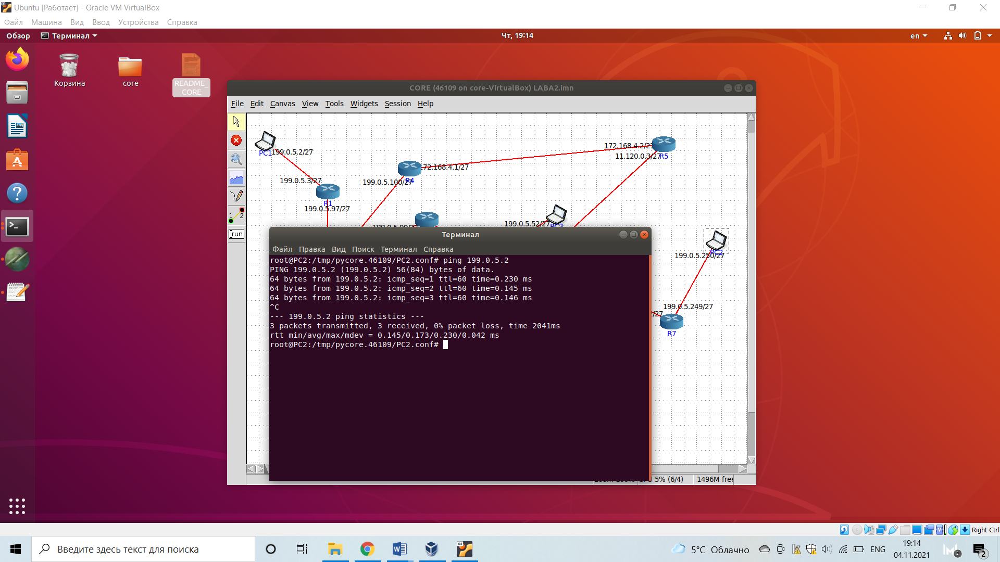 Ubuntu [Работает] - Oracle VM VirtualBox
Файл Машина Вид Ввод Устройства Справка
Обзор Терминал Чт, 19:14 en
Корзина core README_
CORE
CORE (46109 on core-VirtualBox) LABA2.imn
File Edit Canvas View Tools Widgets Session Help
172.168.4.2/27
PC1 199.0.5.2/27
11.120.0.3/27 R5
72.168.4.1/27
199.0.5.3/27
199.0.5.100/27 R4
R1
199.0.5.97/27
1 2
199.0.5.52/27 PC3
run
Терминал
Файл Правка Вид Поиск Терминал Справка
PC2
199.0.5.250/27
root@PC2:/tmp/pycore.46109/PC2.conf# ping 199.0.5.2
PING 199.0.5.2 (199.0.5.2) 56(84) bytes of data.
64 bytes from 199.0.5.2: icmp_seq=1 ttl=60 time=0.230 ms
64 bytes from 199.0.5.2: icmp_seq=2 ttl=60 time=0.145 ms
64 bytes from 199.0.5.2: icmp_seq=3 ttl=60 time=0.146 ms
^C
--- 199.0.5.2 ping statistics ---
3 packets transmitted, 3 received, 0% packet loss, time 2041ms
rtt min/avg/max/mdev = 0.145/0.173/0.230/0.042 ms
root@PC2:/tmp/pycore.46109/PC2.conf#
199.0.5.249/27
/27
R7
5% (6/4) 1496M free
Right Ctrl
Введите здесь текст для поиска
5°C Облачно
ENG
19:14
04.11.2021
3
2